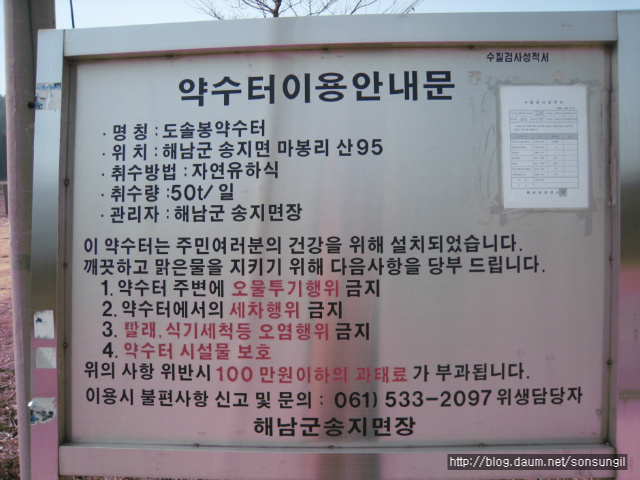 수질검사성적서
약수터이용안내문
· 명 칭 : 도솔봉약수터
· 위 치 : 해남군 송지면 마봉리 산95
· 취수방법 : 자연유하식
· 취수량 : 50t/일
· 관리자 : 해남군 송지면장
이 약수터는 주민여러분의 건강을 위해 설치되었습니다.
깨끗하고 맑은물을 지키기 위해 다음사항을 당부 드립니다.
1. 약수터 주변에 오물투기행위 금지
2. 약수터에서의 세차행위 금지
3. 빨래, 식기세척등 오염행위 금지
4. 약수터 시설물 보호
위의 사항 위반시 100 만원이하의 과태료 가 부과됩니다.
이용시 불편사항 신고 및 문의 : 061) 533-2097 위생담당자
해남군송지면장
http://blog.daum.net/sonsungil